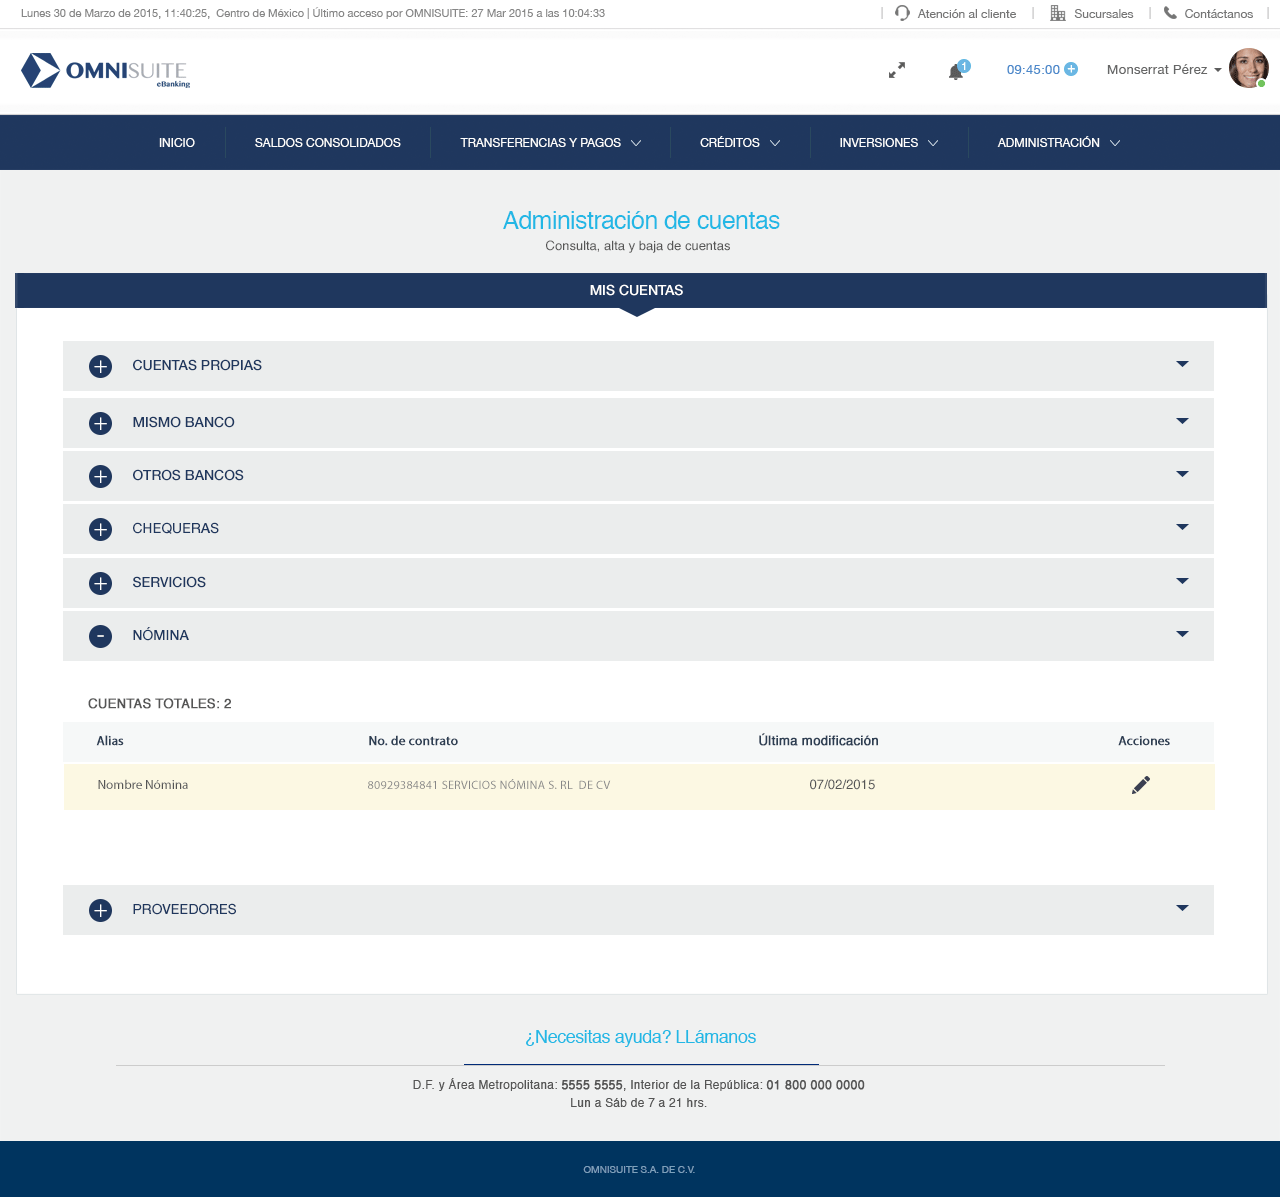 Lunes 30 de Marzo de 2015, 11:40:25,  Centro de México | Último acceso por OMNISUITE: 27 Mar 2015 a las 10:04:33
| Atención al cliente | Sucursales | Contáctanos |
OMNISUITE
eBanking
1
09:45:00
Monserrat Pérez
INICIO
SALDOS CONSOLIDADOS
TRANSFERENCIAS Y PAGOS
CRÉDITOS
INVERSIONES
ADMINISTRACIÓN
Administración de cuentas
Consulta, alta y baja de cuentas
MIS CUENTAS
CUENTAS PROPIAS
MISMO BANCO
OTROS BANCOS
CHEQUERAS
SERVICIOS
NÓMINA
CUENTAS TOTALES: 2
Alias No. de contrato Última modificación Acciones
Nombre Nómina 80929384841 SERVICIOS NÓMINA S. RL  DE CV 07/02/2015
PROVEEDORES
¿Necesitas ayuda? LLámanos
D.F. y Área Metropolitana: 5555 5555, Interior de la República: 01 800 000 0000
Lun a Sáb de 7 a 21 hrs.
OMNISUITE S.A. DE C.V.